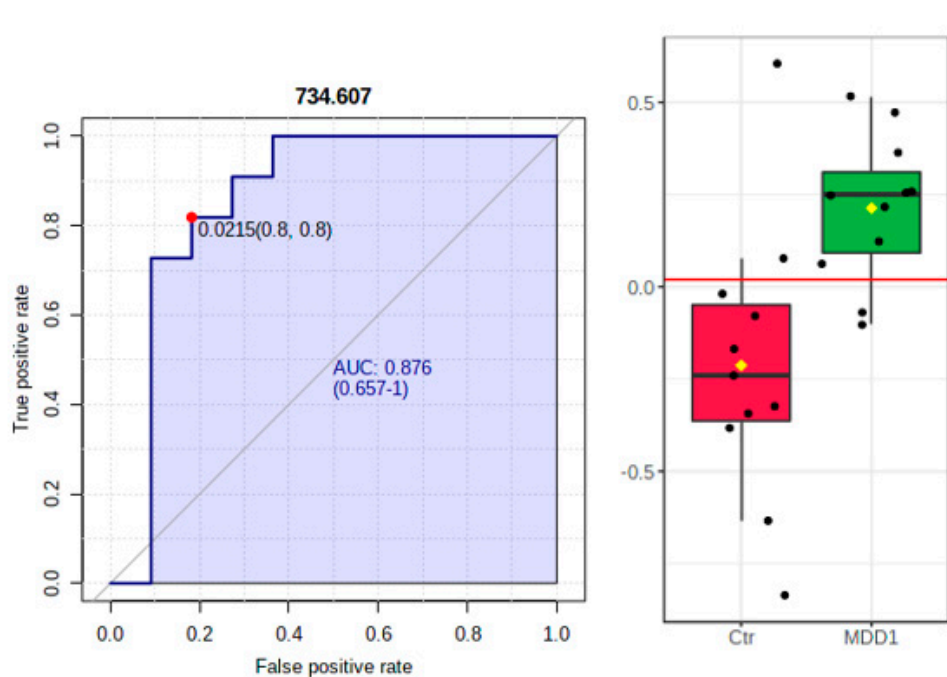 734.607
True positive rate
1.0
0.8
0.6
0.4
0.2
0.0
0.0215(0.8, 0.8)
AUC: 0.876
(0.657-1)
0.0 0.2 0.4 0.6 0.8 1.0
False positive rate
0.5
0.0
-0.5
Ctr MDD1